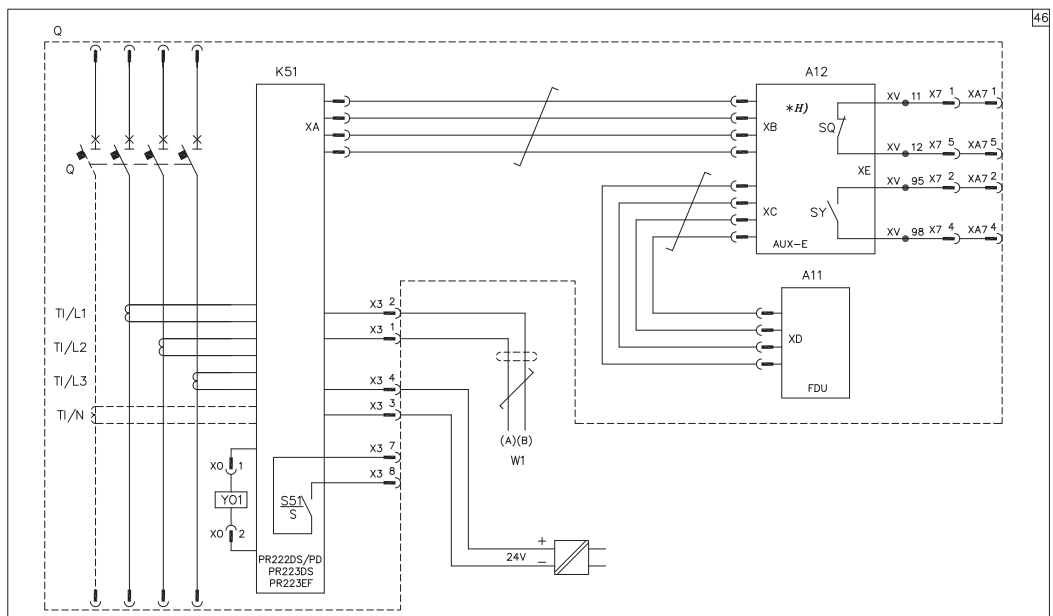 46
Q
K51
A12
XA
*H)
XB
SQ
XV 11 X7 1 XA7 1
XV 12 X7 5 XA7 5
XE
XV 95 X7 2 XA7 2
XC
SY
XV 98 X7 4 XA7 4
AUX-E
Q
A11
XD
FDU
TI/L1
TI/L2
TI/L3
TI/N
X3 2
X3 1
X3 4
X3 3
(A)(B)
W1
X3 7
X3 8
XO 1
YO1
XO 2
S51
S
PR222DS/PD
PR223DS
PR223EF
+
24V
−